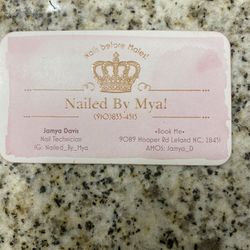 Nails before Males!
Nailed By Mya!
(910)833-4515
Jamya Davis
Nail Technician
IG: Nailed_By_Mya
•Book Me•
9089 Hooper Rd Leland NC, 28451
AMOS: Jamya_D